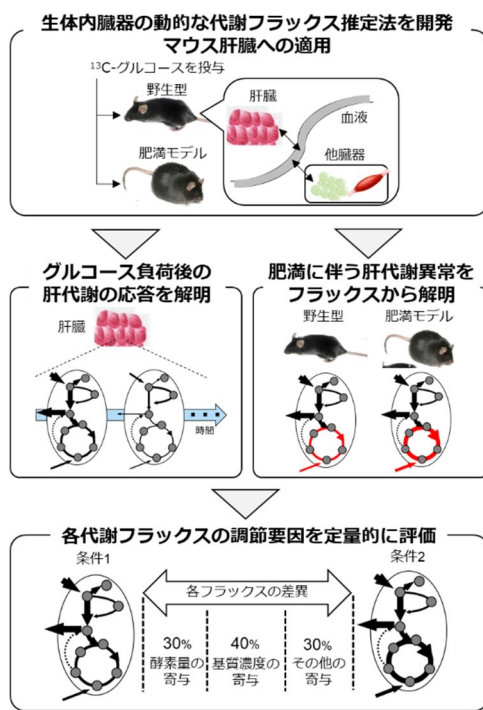 生体内臓器の動的な代謝フラックス推定法を開発
マウス肝臓への適用
¹³C-グルコースを投与
野生型
肥満モデル
肝臓
血液
他臓器
グルコース負荷後の
肝代謝の応答を解明
肝臓
時間
肥満に伴う肝代謝異常を
フラックスから解明
野生型
肥満モデル
各代謝フラックスの調節要因を定量的に評価
条件1
条件2
各フラックスの差異
30%
酵素量の
寄与
40%
基質濃度の
寄与
30%
その他の
寄与